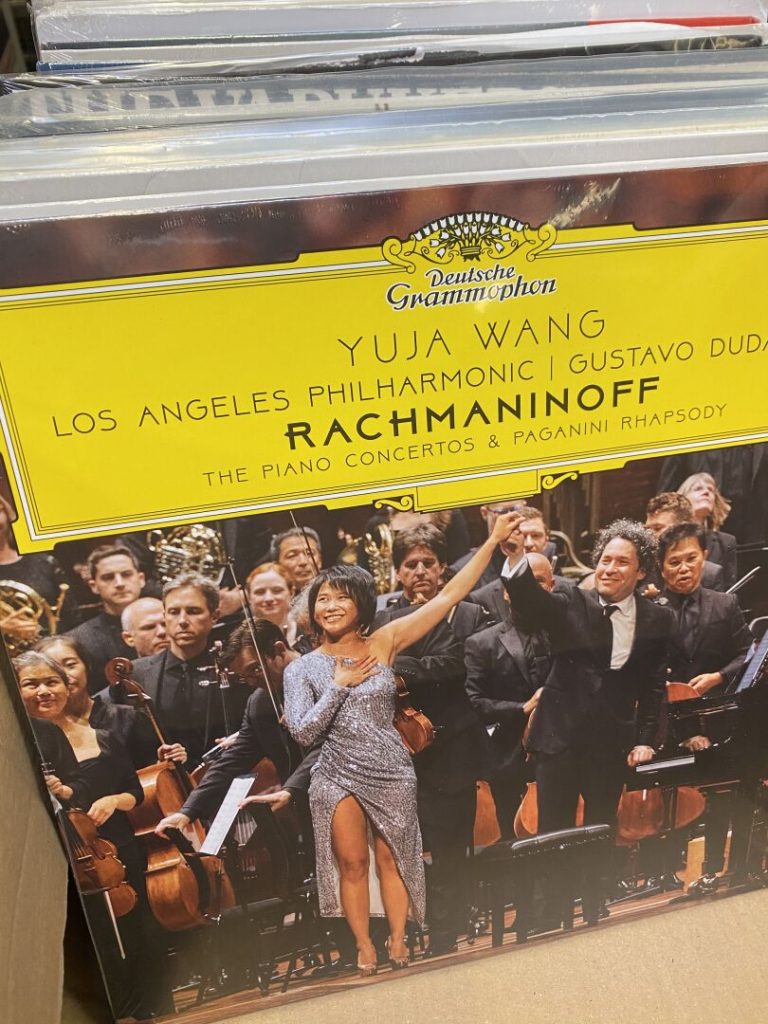 Deutsche
Grammophon
YUJA WANG
LOS ANGELES PHILHARMONIC | GUSTAVO DUDA
RACHMANINOFF
THE PIANO CONCERTOS & PAGANINI RHAPSODY